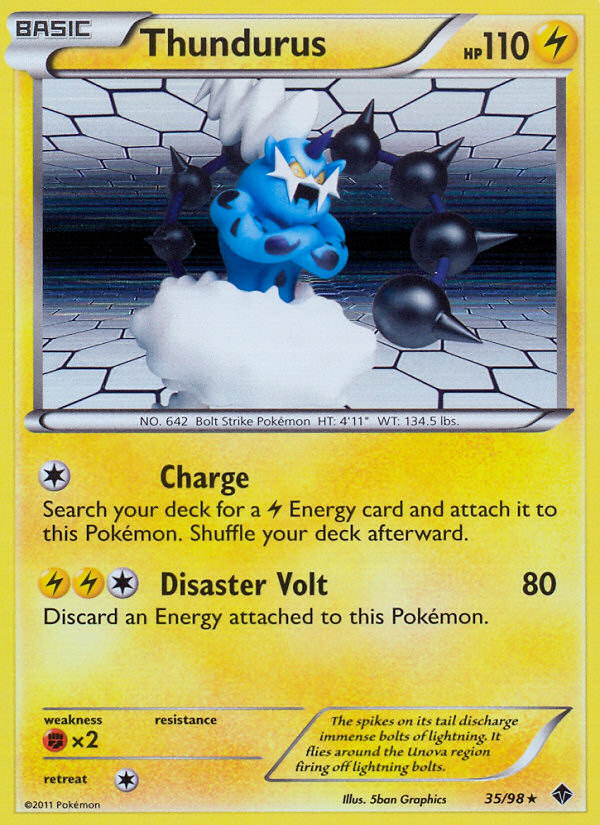 BASIC
Thundurus
HP110
NO. 642 Bolt Strike Pokémon HT: 4'11" WT: 134.5 lbs.
Charge
Search your deck for a Energy card and attach it to
this Pokémon. Shuffle your deck afterward.
Disaster Volt 80
Discard an Energy attached to this Pokémon.
weakness resistance
×2
retreat
The spikes on its tail discharge
immense bolts of lightning. It
flies around the Unova region
firing off lightning bolts.
©2011 Pokémon
Illus. 5ban Graphics 35/98★